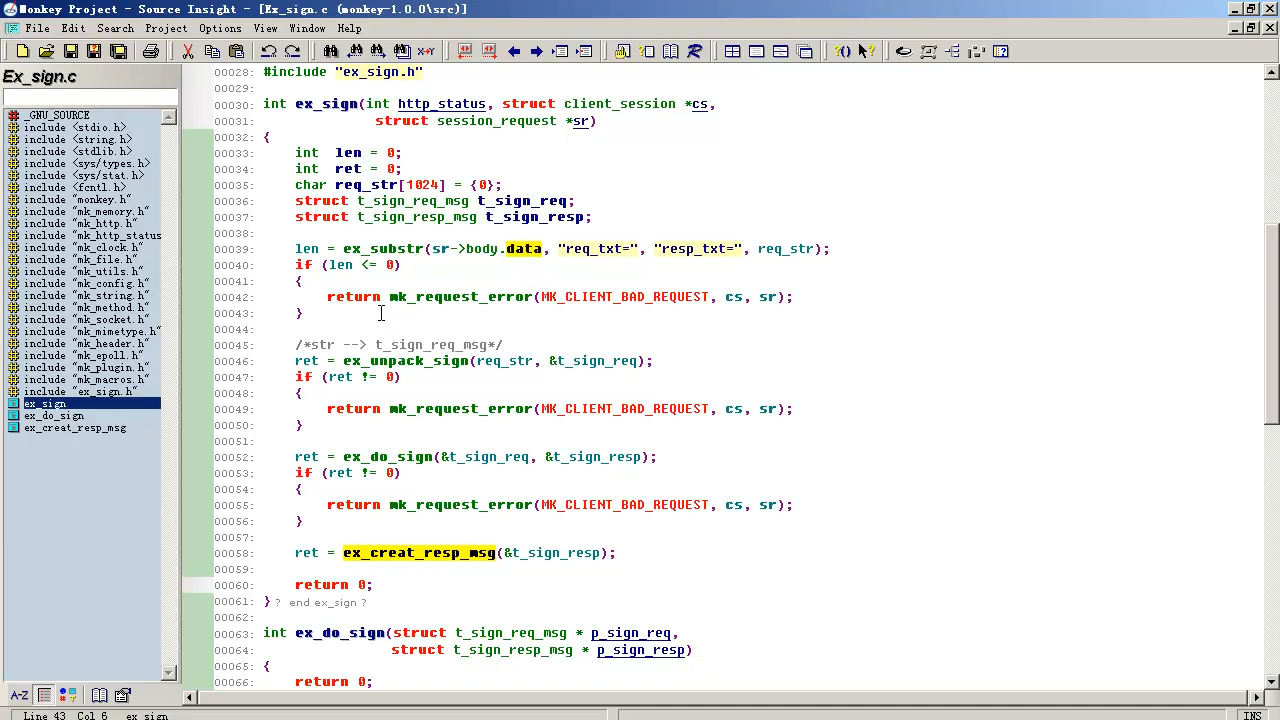 Monkey Project - Source Insight - [Ex_sign.c (monkey-1.0.0\src)]
File Edit Search Project Options View Window Help
Ex_sign.c
_GNU_SOURCE
include <stdio.h>
include <string.h>
include <stdlib.h>
include <sys/types.h>
include <sys/stat.h>
include <fcntl.h>
include "monkey.h"
include "mk_memory.h"
include "mk_http.h"
include "mk_http_status
include "mk_clock.h"
include "mk_file.h"
include "mk_utils.h"
include "mk_config.h"
include "mk_string.h"
include "mk_method.h"
include "mk_socket.h"
include "mk_mimetype.h"
include "mk_header.h"
include "mk_epoll.h"
include "mk_plugin.h"
include "mk_macros.h"
include "ex_sign.h"
ex_sign
ex_do_sign
ex_creat_resp_msg
A-Z
00028: #include "ex_sign.h"
00029:
00030: int ex_sign(int http_status, struct client_session *cs,
00031: struct session_request *sr)
00032: {
00033: int len = 0;
00034: int ret = 0;
00035: char req_str[1024] = {0};
00036: struct t_sign_req_msg t_sign_req;
00037: struct t_sign_resp_msg t_sign_resp;
00038:
00039: len = ex_substr(sr->body.data, "req_txt=", "resp_txt=", req_str);
00040: if (len <= 0)
00041: {
00042: return mk_request_error(MK_CLIENT_BAD_REQUEST, cs, sr);
00043: }
00044:
00045: /*str --> t_sign_req_msg*/
00046: ret = ex_unpack_sign(req_str, &t_sign_req);
00047: if (ret != 0)
00048: {
00049: return mk_request_error(MK_CLIENT_BAD_REQUEST, cs, sr);
00050: }
00051:
00052: ret = ex_do_sign(&t_sign_req, &t_sign_resp);
00053: if (ret != 0)
00054: {
00055: return mk_request_error(MK_CLIENT_BAD_REQUEST, cs, sr);
00056: }
00057:
00058: ret = ex_creat_resp_msg(&t_sign_resp);
00059:
00060: return 0;
00061: } ? end ex_sign ?
00062:
00063: int ex_do_sign(struct t_sign_req_msg * p_sign_req,
00064: struct t_sign_resp_msg * p_sign_resp)
00065: {
00066: return 0;
Line 43 Col 6 ex_sign
INS